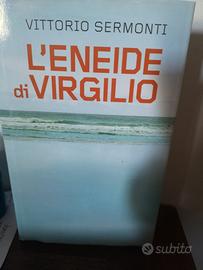 VITTORIO SERMONTI
L'ENEIDE
di VIRGILIO
subito